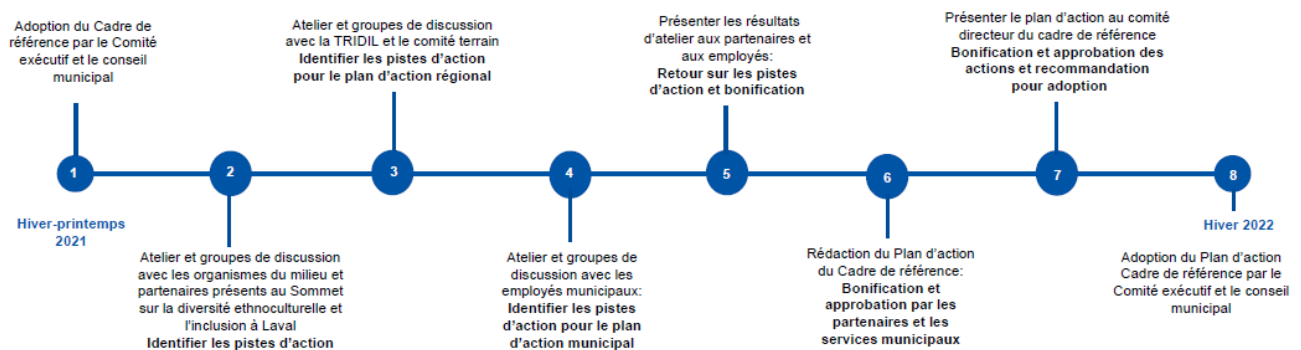 Adoption du Cadre de
référence par le Comité
exécutif et le conseil
municipal
1
Hiver-printemps
2021
2
Atelier et groupes de discussion
avec les organismes du milieu et
partenaires présents au Sommet
sur la diversité ethnoculturelle et
l'inclusion à Laval
Identifier les pistes d'action
Atelier et groupes de discussion
avec la TRIDIL et le comité terrain
Identifier les pistes d'action
pour le plan d'action régional
3
4
Atelier et groupes de
discussion avec les
employés municipaux:
Identifier les pistes
d'action pour le plan
d'action municipal
Présenter les résultats
d'atelier aux partenaires et
aux employés:
Retour sur les pistes
d'action et bonification
5
6
Rédaction du Plan d'action
du Cadre de référence:
Bonification et
approbation par les
partenaires et les
services municipaux
Présenter le plan d'action au comité
directeur du cadre de référence
Bonification et approbation des
actions et recommandation
pour adoption
7
8
Hiver 2022
Adoption du Plan d'action
Cadre de référence par le
Comité exécutif et le conseil
municipal